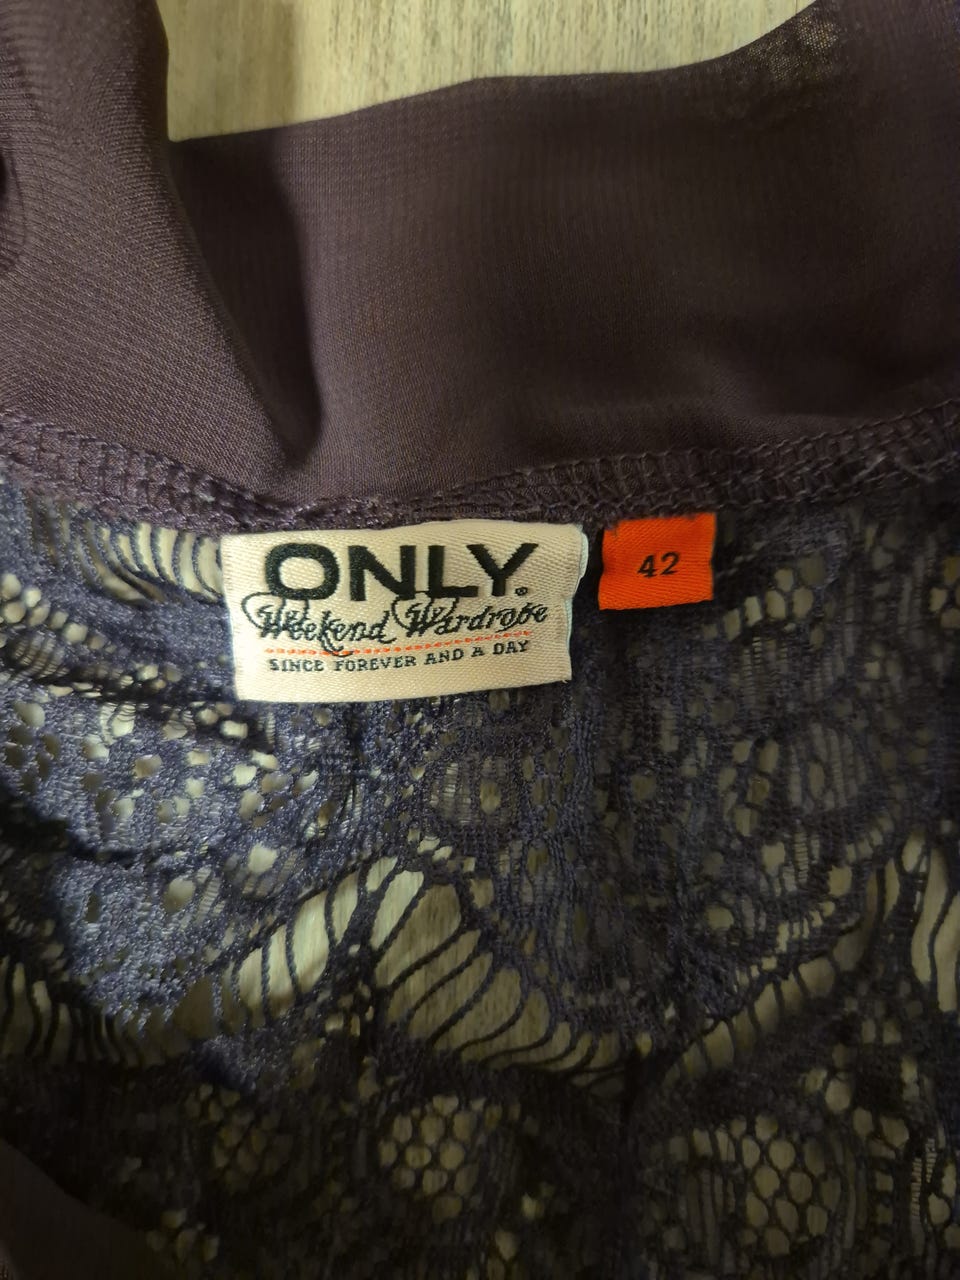 ONLY®
Weekend Wardrobe
SINCE FOREVER AND A DAY
42